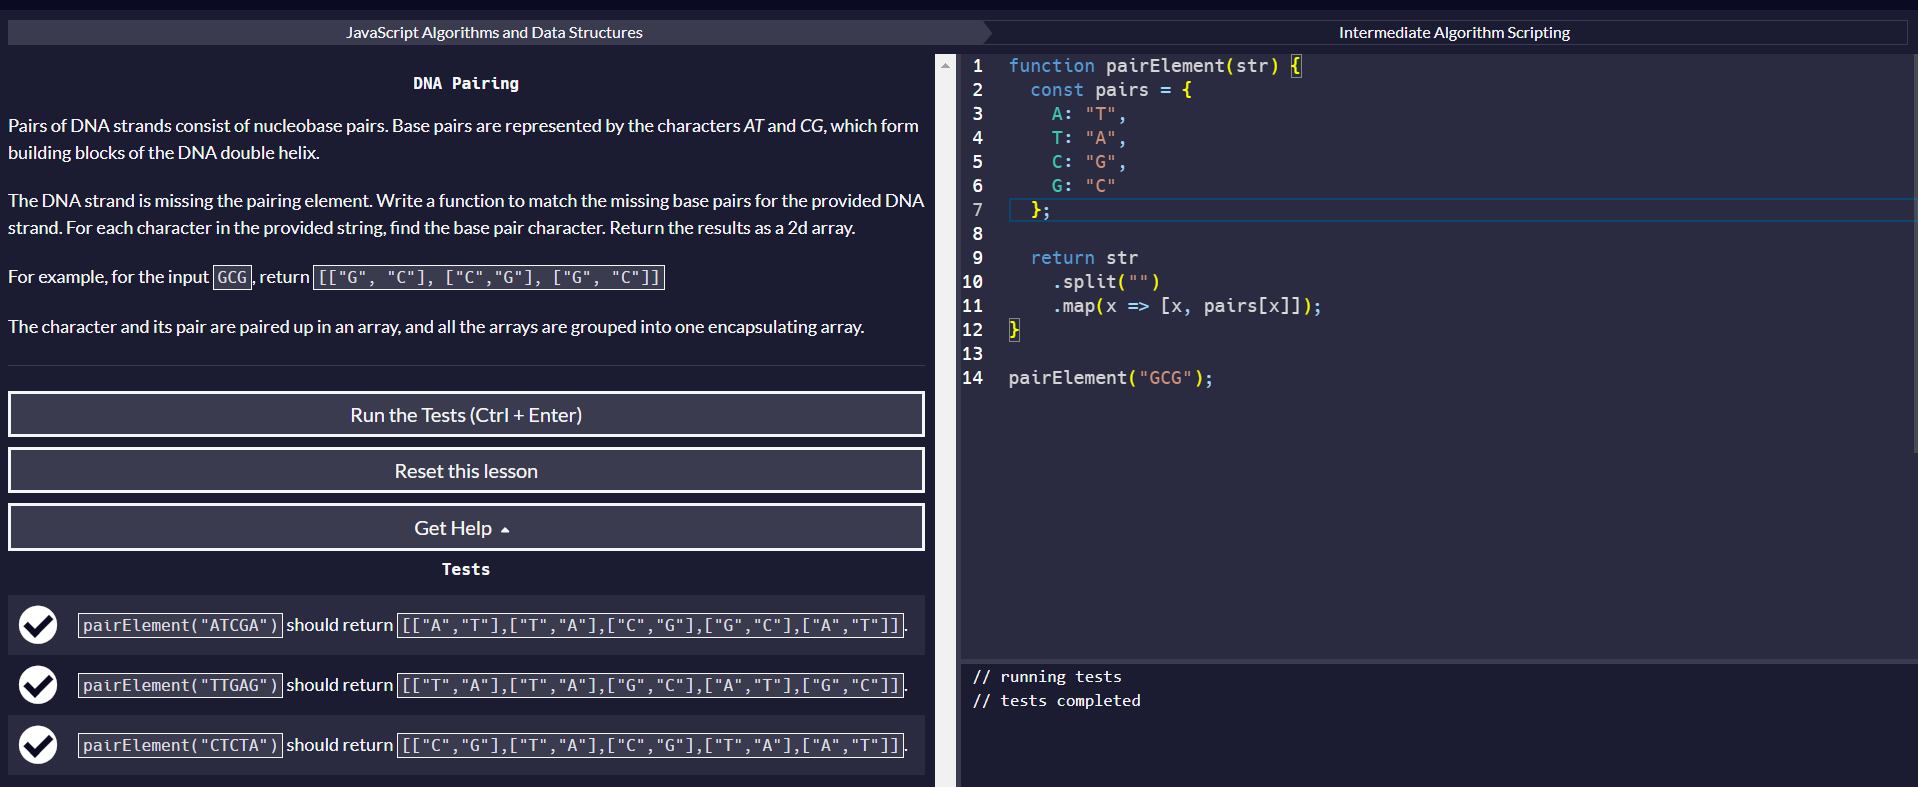 JavaScript Algorithms and Data Structures
Intermediate Algorithm Scripting
DNA Pairing
Pairs of DNA strands consist of nucleobase pairs. Base pairs are represented by the characters AT and CG, which form
building blocks of the DNA double helix.
The DNA strand is missing the pairing element. Write a function to match the missing base pairs for the provided DNA
strand. For each character in the provided string, find the base pair character. Return the results as a 2d array.
For example, for the input GCG, return [["G", "C"], ["C","G"], ["G", "C"]]
The character and its pair are paired up in an array, and all the arrays are grouped into one encapsulating array.
Run the Tests (Ctrl + Enter)
Reset this lesson
Get Help
Tests
pairElement("ATCGA") should return [["A","T"],["T","A"],["C","G"],["G","C"],["A","T"]].
pairElement("TTGAG") should return [["T","A"],["T","A"],["G","C"],["A","T"],["G","C"]].
pairElement("CTCTA") should return [["C","G"],["T","A"],["C","G"],["T","A"],["A","T"]].
1 function pairElement(str) {
2 const pairs = {
3 A: "T",
4 T: "A",
5 C: "G",
6 G: "C"
7 };
8
9 return str
10 .split("")
11 .map(x => [x, pairs[x]]);
12 }
13
14 pairElement("GCG");
// running tests
// tests completed